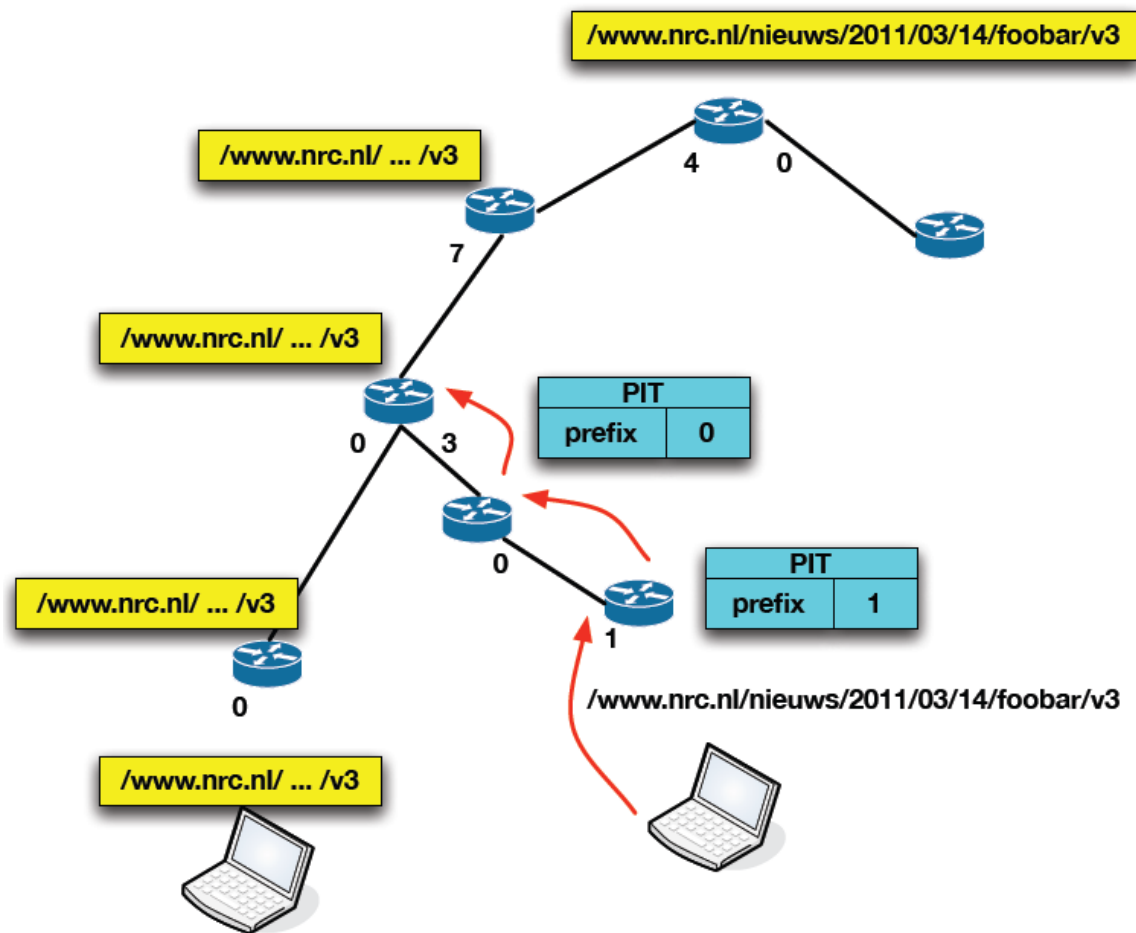 /www.nrc.nl/nieuws/2011/03/14/foobar/v3
/www.nrc.nl/ ... /v3
4 0
7
/www.nrc.nl/ ... /v3
PIT
prefix 0
0 3
0
PIT
prefix 1
/www.nrc.nl/ ... /v3
1
0
/www.nrc.nl/nieuws/2011/03/14/foobar/v3
/www.nrc.nl/ ... /v3